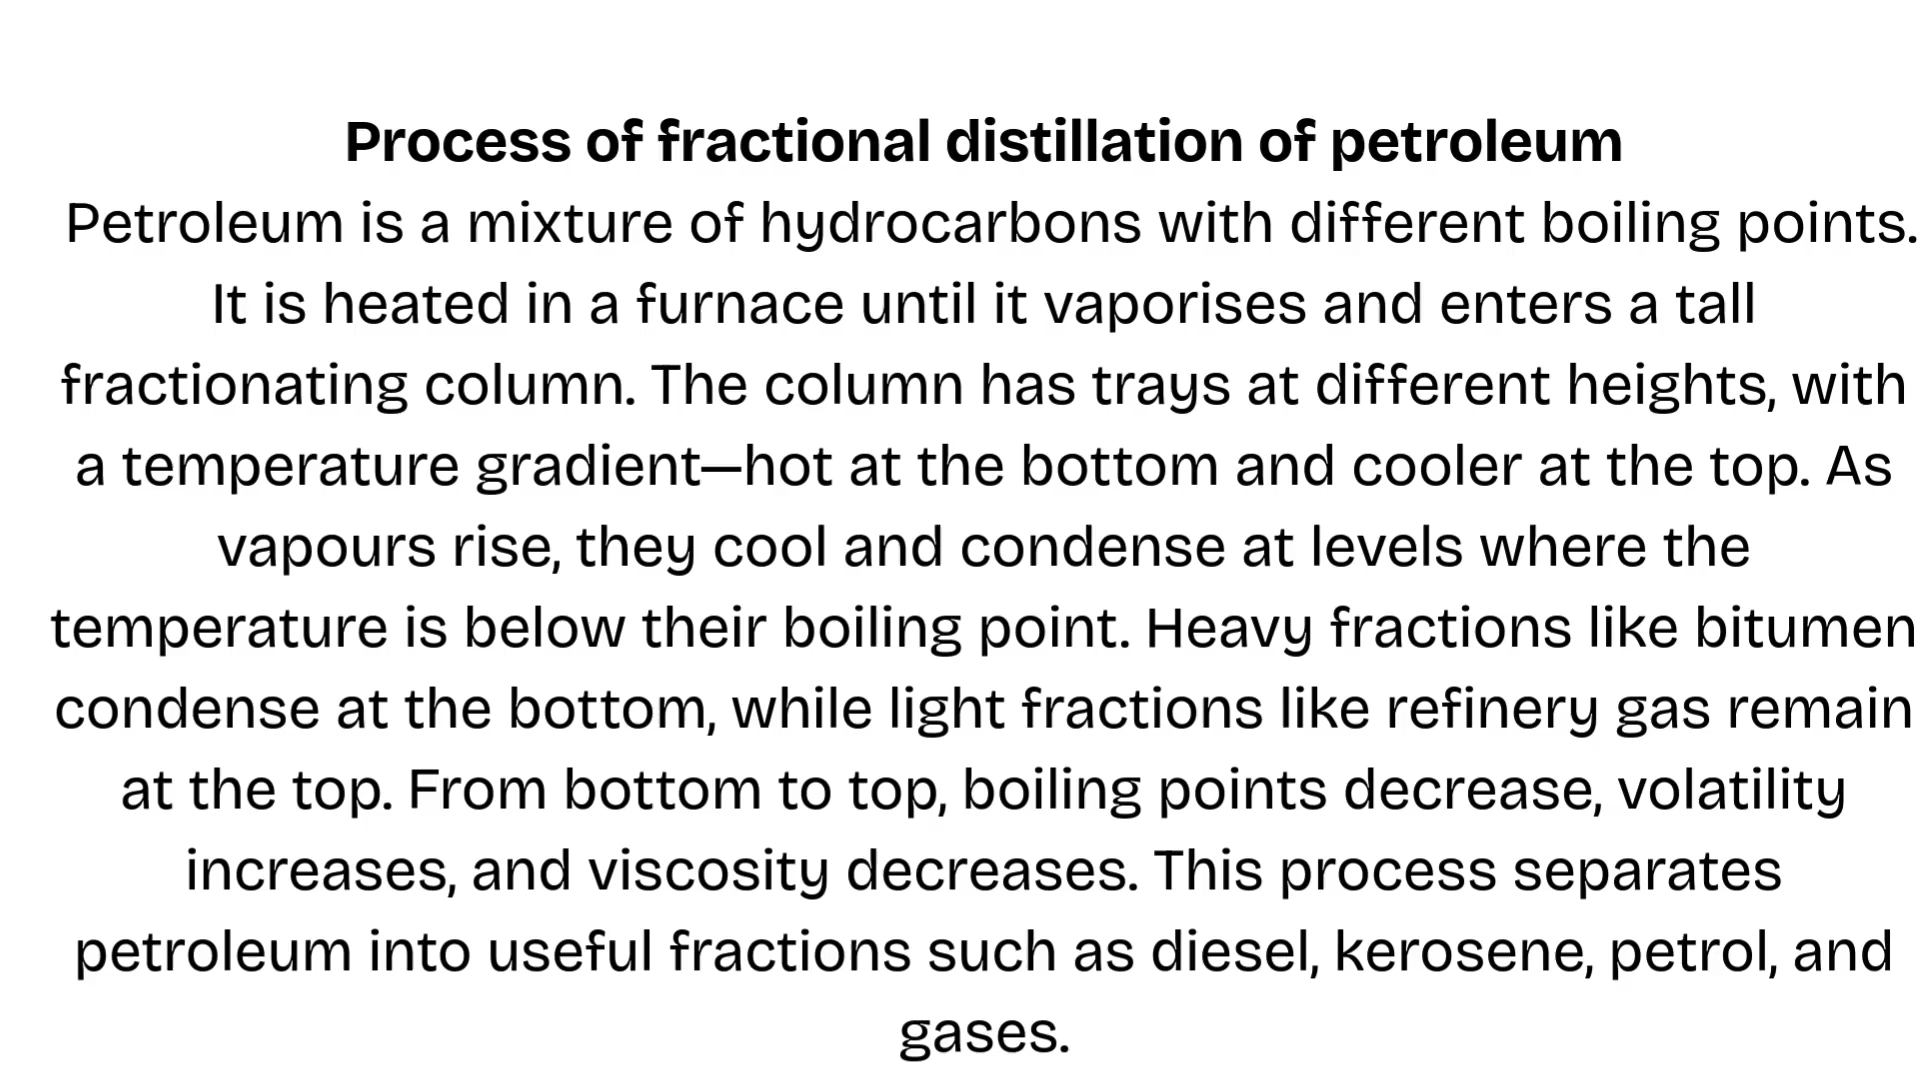 Process of fractional distillation of petroleum
Petroleum is a mixture of hydrocarbons with different boiling points.
It is heated in a furnace until it vaporises and enters a tall
fractionating column. The column has trays at different heights, with
a temperature gradient—hot at the bottom and cooler at the top. As
vapours rise, they cool and condense at levels where the
temperature is below their boiling point. Heavy fractions like bitumen
condense at the bottom, while light fractions like refinery gas remain
at the top. From bottom to top, boiling points decrease, volatility
increases, and viscosity decreases. This process separates
petroleum into useful fractions such as diesel, kerosene, petrol, and
gases.